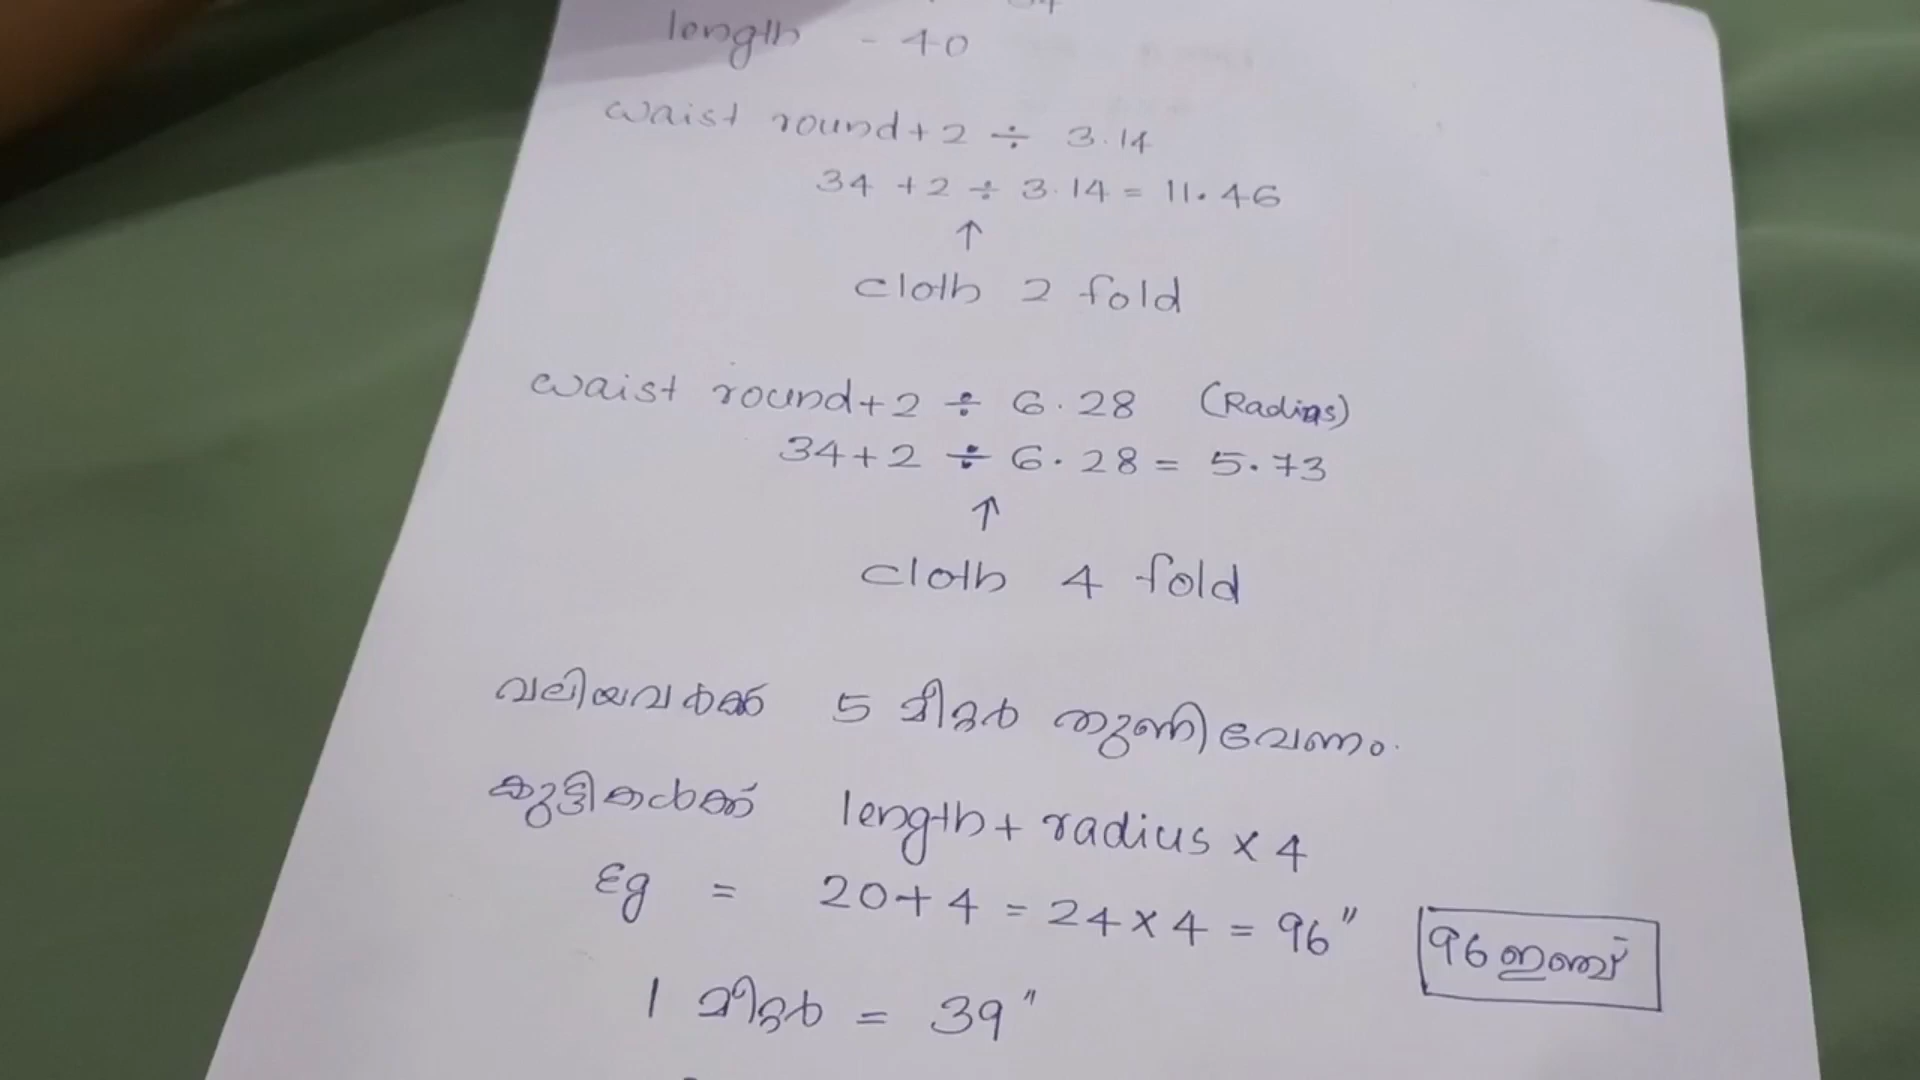 length - 40
waist round + 2 ÷ 3.14
34 + 2 ÷ 3.14 = 11.46
↑
cloth 2 fold
waist round + 2 ÷ 6.28 (Radius)
34 + 2 ÷ 6.28 = 5.73
↑
cloth 4 fold
വലിയവർക്ക് 5 മീറ്റർ തുണി വേണം.
കുട്ടികൾക്ക് length + radius × 4
Eg = 20 + 4 = 24 × 4 = 96" 96 ഇഞ്ച്
1 മീറ്റർ = 39"